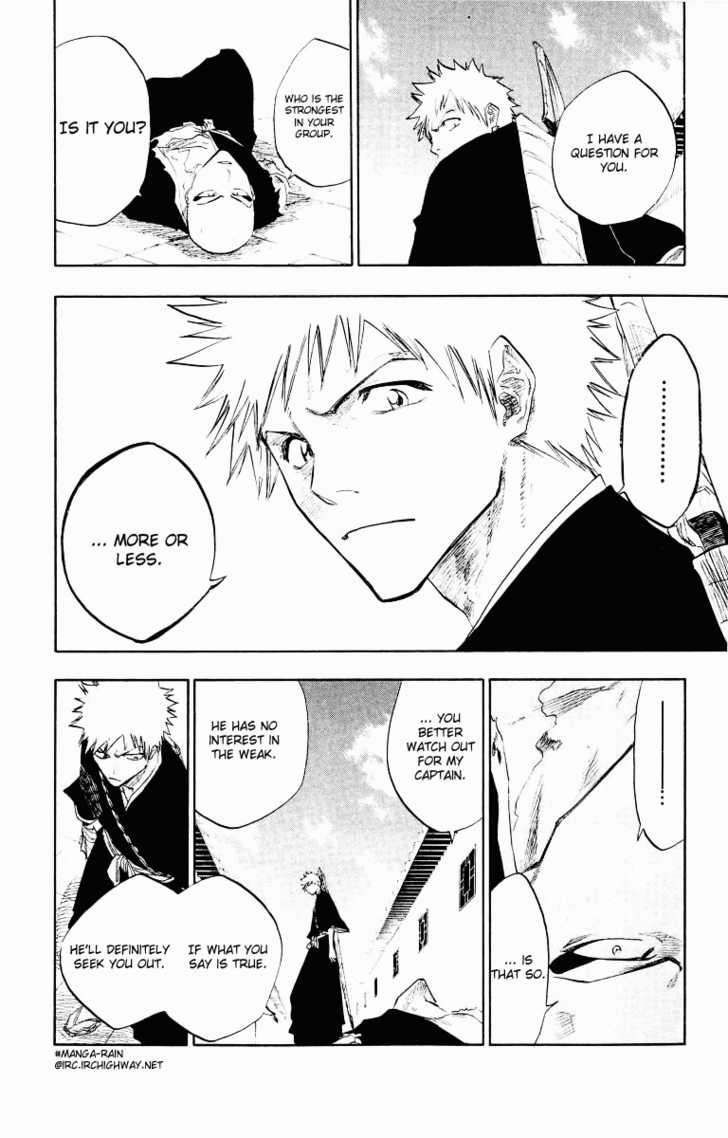 I HAVE A
QUESTION FOR
YOU.
WHO IS THE
STRONGEST
IN YOUR
GROUP.
IS IT YOU?
..........
... MORE OR
LESS.
... IS
THAT SO.
... YOU
BETTER
WATCH OUT
FOR MY
CAPTAIN.
HE HAS NO
INTEREST IN
THE WEAK.
IF WHAT YOU
SAY IS TRUE.
HE'LL DEFINITELY
SEEK YOU OUT.
#MANGA-RAIN
@IRC.IRCHIGHWAY.NET